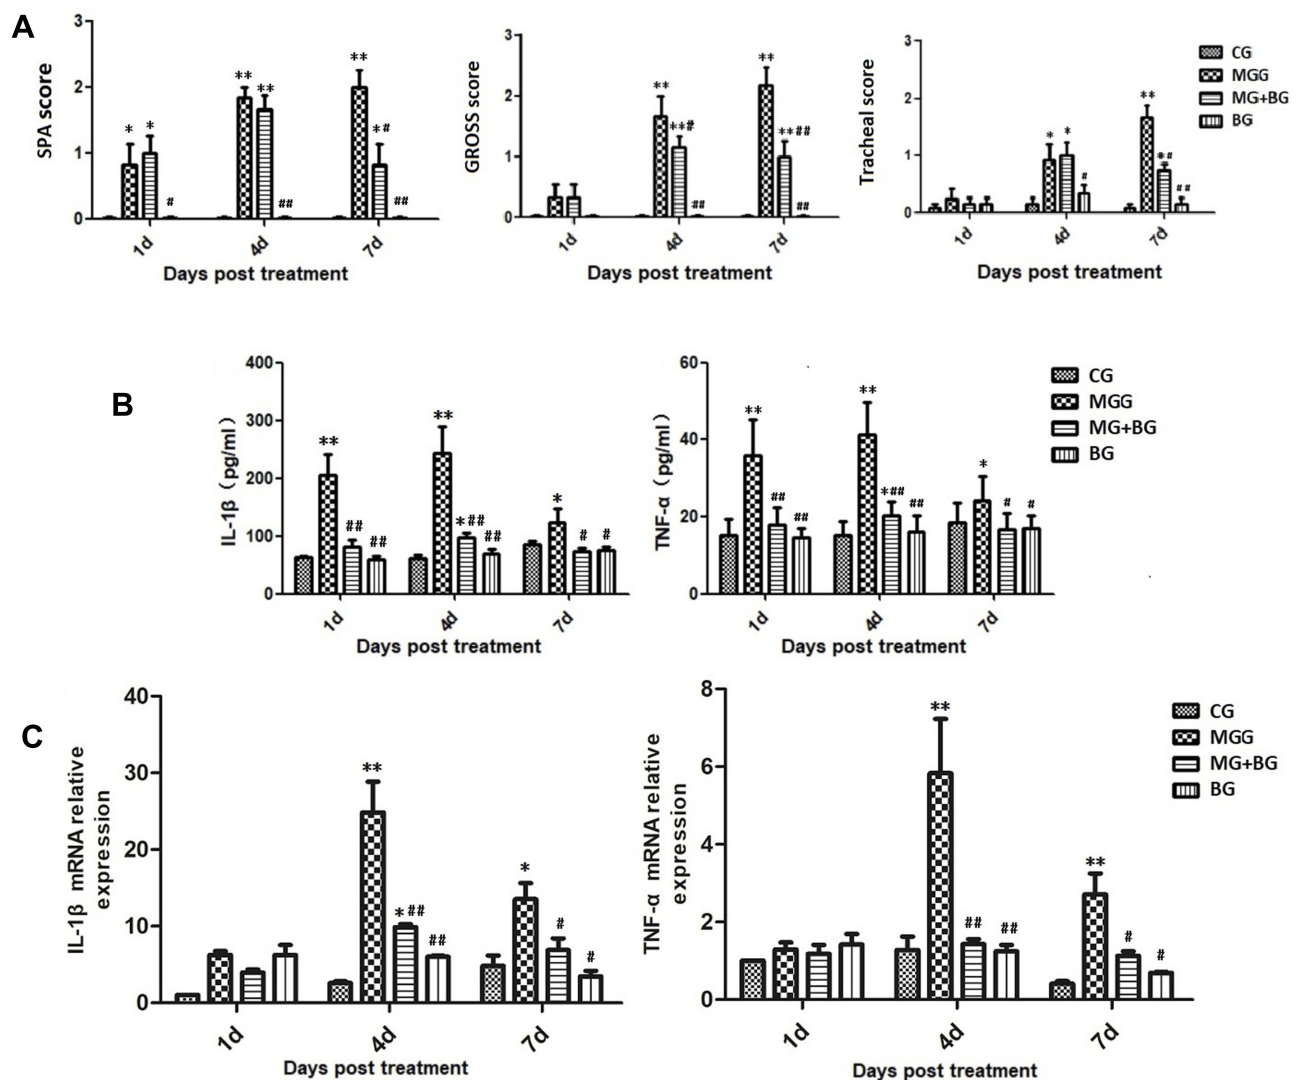 A
SPA score
3
2
1
0
*
*
#
**
**
##
**
*#
##
1d
4d
7d
Days post treatment
GROSS score
3
2
1
0
**
**#
##
**
**##
##
1d
4d
7d
Days post treatment
Tracheal score
3
2
1
0
*
*
#
**
*#
##
1d
4d
7d
Days post treatment
CG
MGG
MG+BG
BG
B
IL-1β (pg/ml)
400
300
200
100
0
**
##
##
**
*##
##
*
#
#
1d
4d
7d
Days post treatment
TNF-α (pg/ml)
60
40
20
0
**
##
##
**
*##
##
*
#
#
1d
4d
7d
Days post treatment
CG
MGG
MG+BG
BG
C
IL-1β mRNA relative
expression
40
30
20
10
0
**
*##
##
*
#
#
1d
4d
7d
Days post treatment
TNF-α mRNA relative
expression
8
6
4
2
0
**
##
##
**
#
#
1d
4d
7d
Days post treatment
CG
MGG
MG+BG
BG